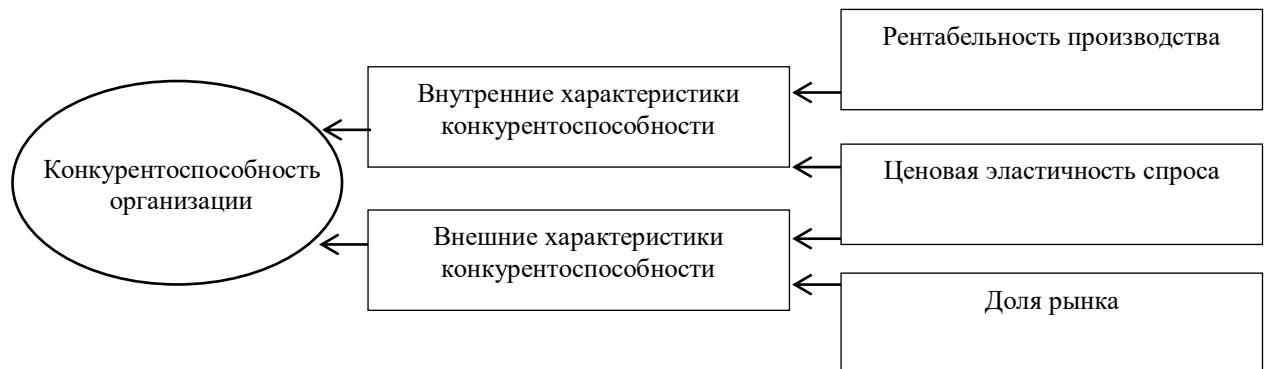 Рентабельность производства
Внутренние характеристики
конкурентоспособности
Конкурентоспособность
организации
Ценовая эластичность спроса
Внешние характеристики
конкурентоспособности
Доля рынка